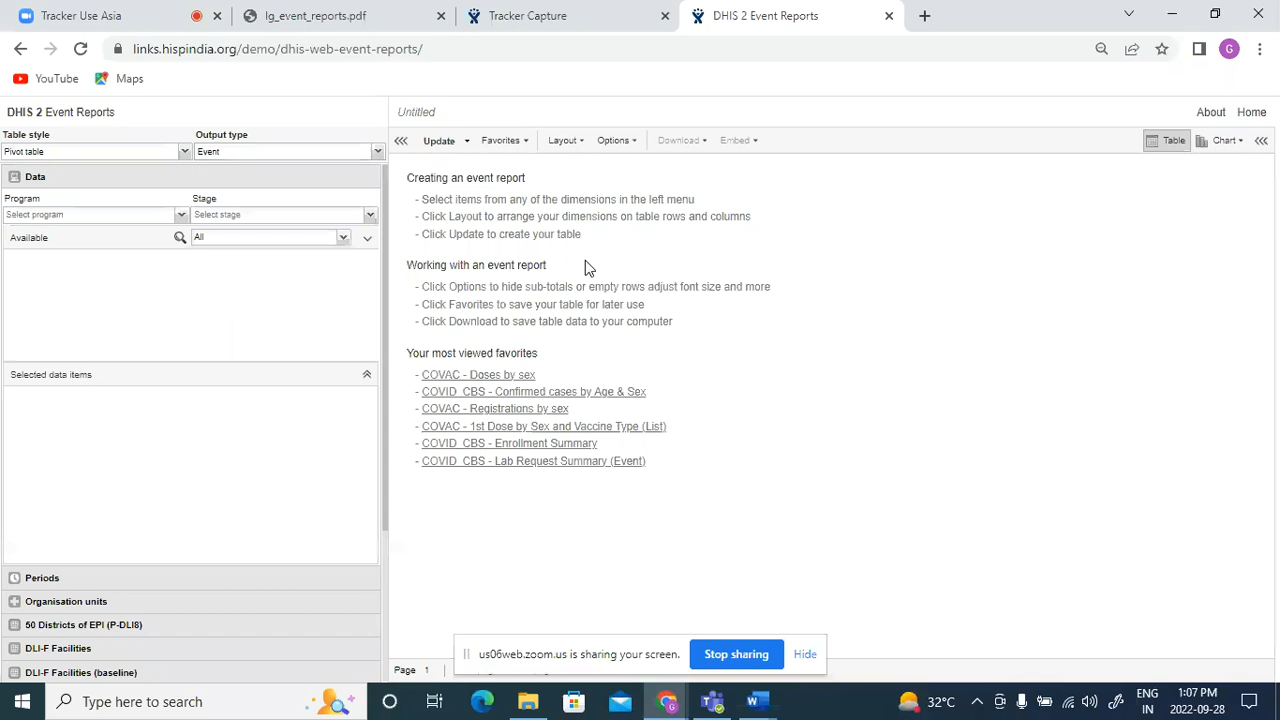 Tracker Use Asia
lg_event_reports.pdf
Tracker Capture
DHIS 2 Event Reports
links.hispindia.org/demo/dhis-web-event-reports/
G
YouTube
Maps
DHIS 2 Event Reports
Untitled
About
Home
Table style
Output type
Update
Favorites
Layout
Options
Download
Embed
Table
Chart
Pivot table
Event
Data
Program
Stage
Select program
Select stage
Available
All
Selected data items
Periods
Organisation units
50 Districts of EPI (P-DLI8)
DLI-F Facilities
DLI-F Facilities (baseline)
Creating an event report
- Select items from any of the dimensions in the left menu
- Click Layout to arrange your dimensions on table rows and columns
- Click Update to create your table
Working with an event report
- Click Options to hide sub-totals or empty rows adjust font size and more
- Click Favorites to save your table for later use
- Click Download to save table data to your computer
Your most viewed favorites
- COVAC - Doses by sex
- COVID_CBS - Confirmed cases by Age & Sex
- COVAC - Registrations by sex
- COVAC - 1st Dose by Sex and Vaccine Type (List)
- COVID_CBS - Enrollment Summary
- COVID_CBS - Lab Request Summary (Event)
us06web.zoom.us is sharing your screen.
Stop sharing
Hide
Page 1
Type here to search
32°C
ENG
IN
1:07 PM
2022-09-28